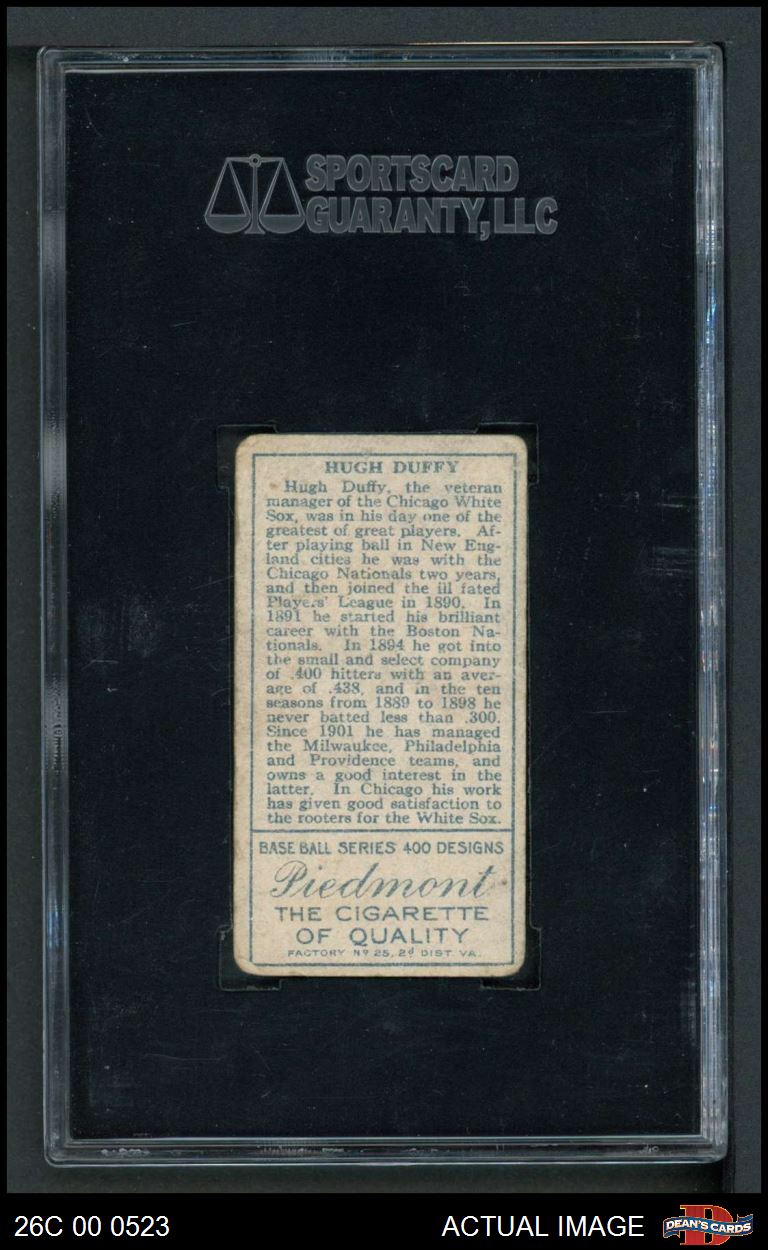 SPORTSCARD
GUARANTY, LLC
HUGH DUFFY
Hugh Duffy, the veteran
manager of the Chicago White
Sox, was in his day one of the
greatest of great players. Af-
ter playing ball in New Eng-
land cities he was with the
Chicago Nationals two years,
and then joined the ill fated
Players' League in 1890. In
1891 he started his brilliant
career with the Boston Na-
tionals. In 1894 he got into
the small and select company
of .400 hitters with an aver-
age of .438, and in the ten
seasons from 1889 to 1898 he
never batted less than .300.
Since 1901 he has managed
the Milwaukee, Philadelphia
and Providence teams, and
owns a good interest in the
latter. In Chicago his work
has given good satisfaction to
the rooters for the White Sox.
BASE BALL SERIES 400 DESIGNS
Piedmont
THE CIGARETTE
OF QUALITY
FACTORY Nº 25, 2d DIST. VA.
26C 00 0523
ACTUAL IMAGE
D
DEAN'S CARDS